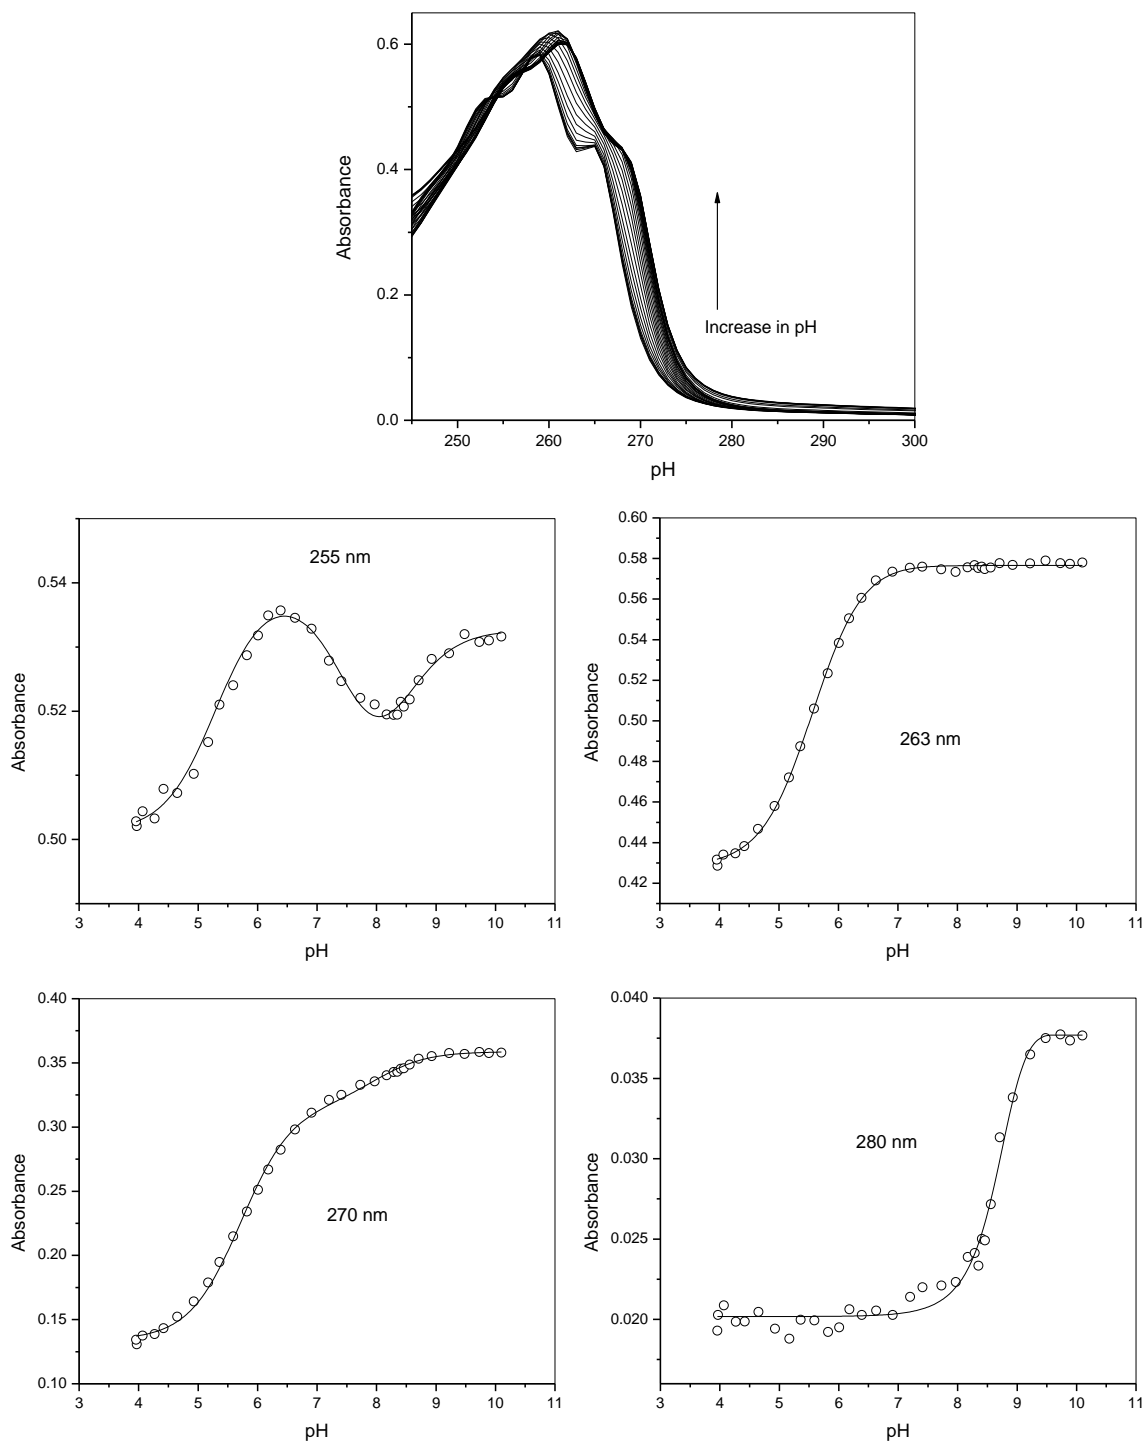 0.6
0.4
0.2
0.0
Absorbance
Increase in pH
250 260 270 280 290 300
pH
255 nm
0.54
0.52
0.50
Absorbance
3 4 5 6 7 8 9 10 11
pH
0.60
0.58
0.56
0.54
0.52
0.50
0.48
0.46
0.44
0.42
Absorbance
263 nm
3 4 5 6 7 8 9 10 11
pH
0.40
0.35
0.30
0.25
0.20
0.15
0.10
Absorbance
270 nm
3 4 5 6 7 8 9 10 11
pH
0.040
0.035
0.030
0.025
0.020
Absorbance
280 nm
3 4 5 6 7 8 9 10 11
pH